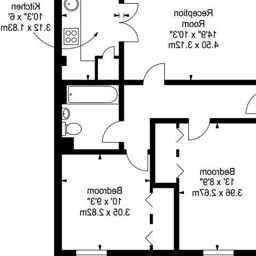 Kitchen
10'3" x 6'
3.12 x 1.83m
Reception
Room
14'9" x 10'3"
4.50 x 3.12m
Bedroom
13' x 8'9"
3.96 x 2.67m
Bedroom
10' x 9'3"
3.05 x 2.82m